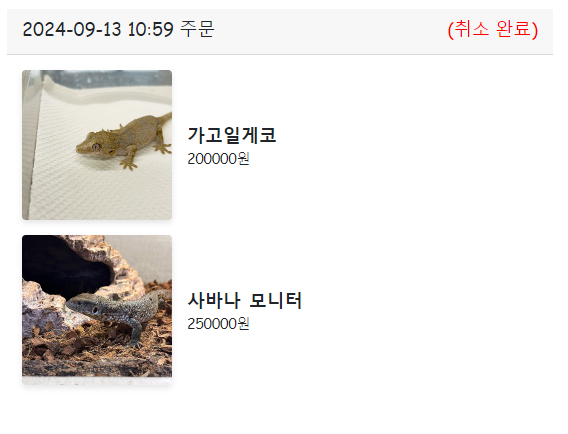 2024-09-13 10:59 주문
(취소 완료)
가고일게코
200000원
사바나 모니터
250000원